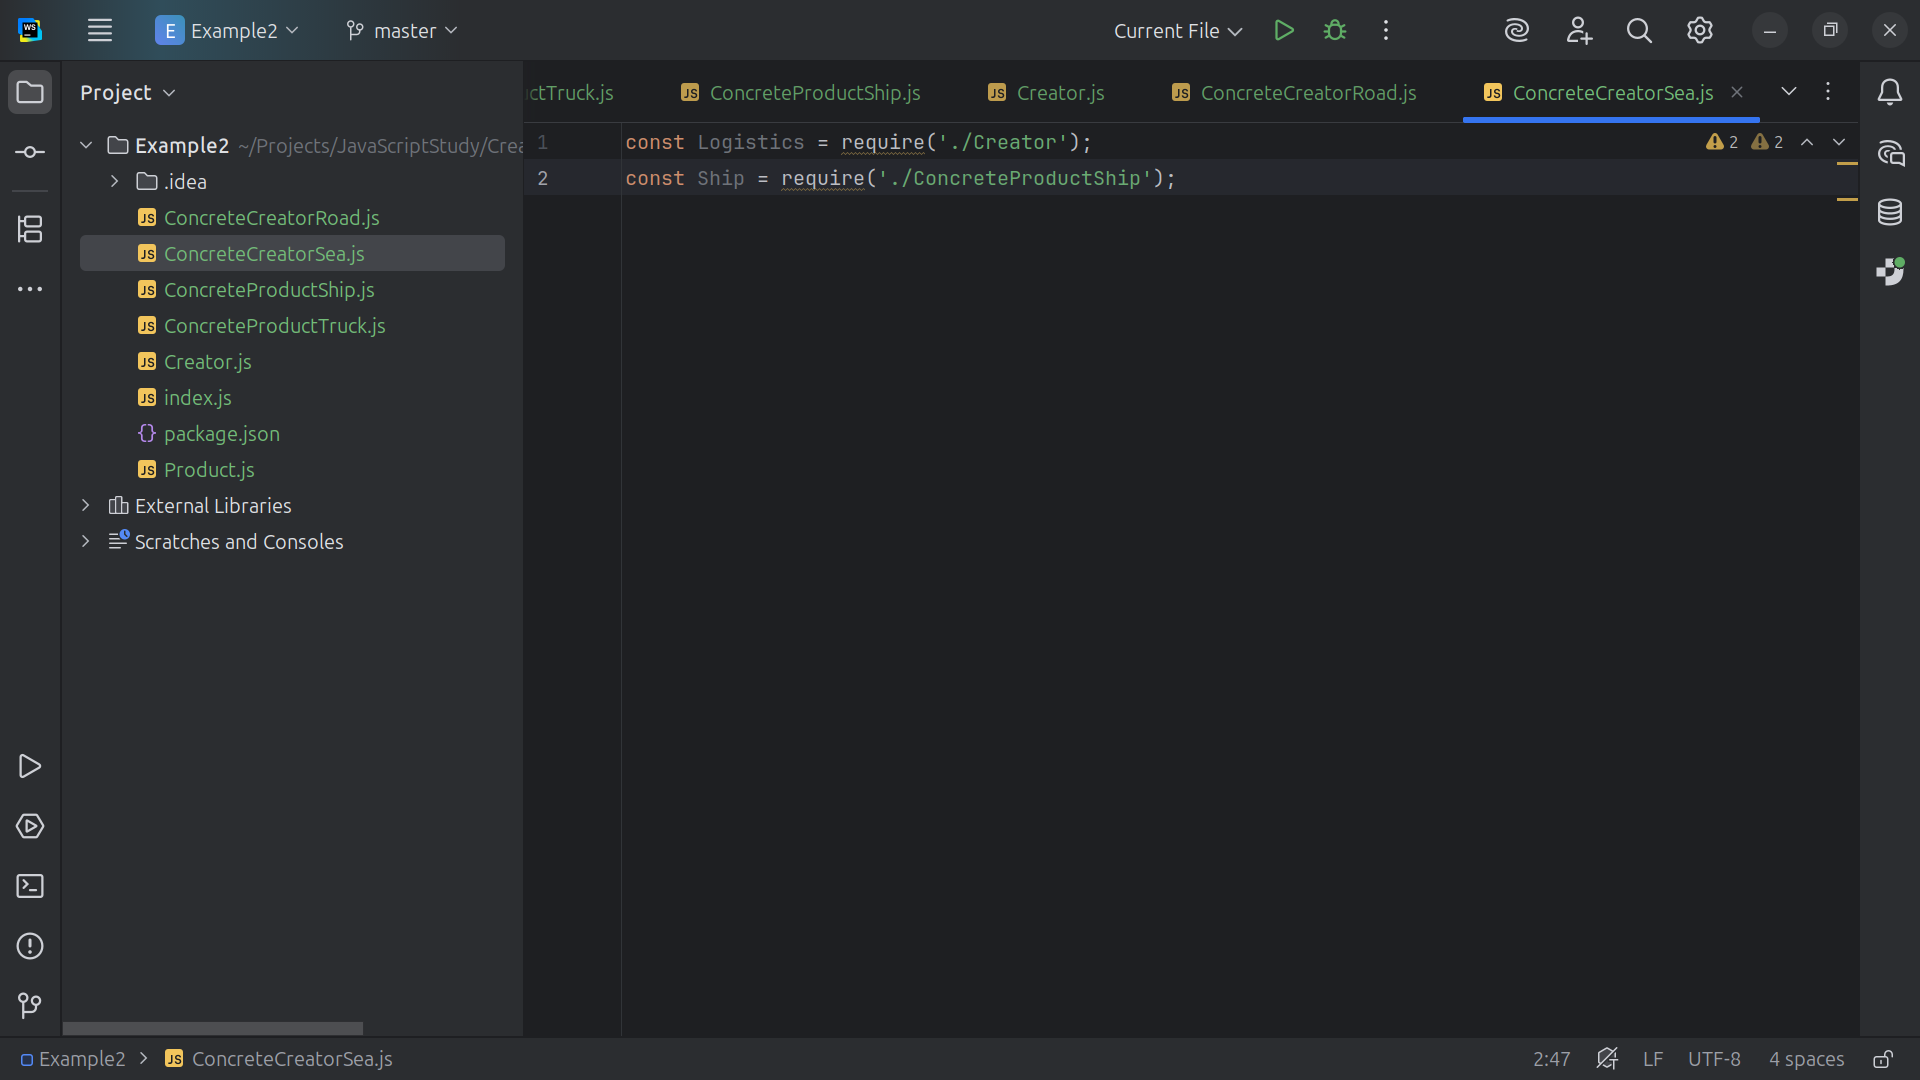 WS
E Example2
master
Current File
Project
ctTruck.js
JS ConcreteProductShip.js
JS Creator.js
JS ConcreteCreatorRoad.js
JS ConcreteCreatorSea.js
Example2 ~/Projects/JavaScriptStudy/Crea
.idea
JS ConcreteCreatorRoad.js
JS ConcreteCreatorSea.js
JS ConcreteProductShip.js
JS ConcreteProductTruck.js
JS Creator.js
JS index.js
{} package.json
JS Product.js
External Libraries
Scratches and Consoles
1 const Logistics = require('./Creator');
2 const Ship = require('./ConcreteProductShip');
2 2
Example2 > JS ConcreteCreatorSea.js
2:47
LF
UTF-8
4 spaces